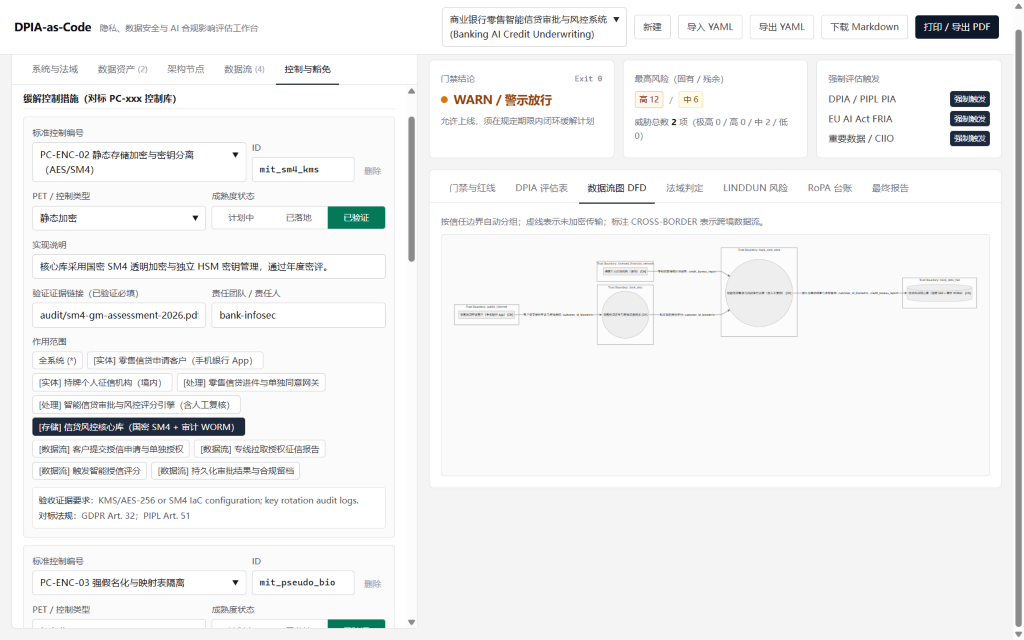 DPIA-as-Code 隐私、数据安全与 AI 合规影响评估工作台
商业银行零售智能信贷审批与风控系统 (Banking AI Credit Underwriting) ▼
新建
导入 YAML
导出 YAML
下载 Markdown
打印 / 导出 PDF
系统与法域
数据资产 (2)
架构节点
数据流 (4)
控制与豁免
缓解控制措施（对标 PC-xxx 控制库）
标准控制编号
ID
PC-ENC-02 静态存储加密与密钥分离（AES/SM4） ▼
mit_sm4_kms
删除
PET / 控制类型
成熟度状态
静态加密 ▼
计划中
已落地
已验证
实现说明
核心库采用国密 SM4 透明加密与独立 HSM 密钥管理，通过年度密评。
验证证据链接（已验证必填）
责任团队 / 责任人
audit/sm4-gm-assessment-2026.pdf
bank-infosec
作用范围
全系统 (*)
[实体] 零售信贷申请客户（手机银行 App）
[实体] 持牌个人征信机构（境内）
[处理] 零售信贷进件与单独同意网关
[处理] 智能信贷审批与风控评分引擎（含人工复核）
[存储] 信贷风控核心库（国密 SM4 + 审计 WORM）
[数据流] 客户提交授信申请与单独授权
[数据流] 专线拉取授权征信报告
[数据流] 触发智能授信评分
[数据流] 持久化审批结果与合规留档
验收证据要求：KMS/AES-256 or SM4 IaC configuration; key rotation audit logs.
对标法规：GDPR Art. 32；PIPL Art. 51
标准控制编号
ID
PC-ENC-03 强假名化与映射表隔离 ▼
mit_pseudo_bio
删除
PET / 控制类型
成熟度状态
门禁结论
Exit 0
WARN / 警示放行
允许上线，须在规定期限内闭环缓解计划
最高风险（固有 / 残余）
高 12 / 中 6
威胁总数 2 项（极高 0 / 高 0 / 中 2 / 低 0）
强制评估触发
DPIA / PIPL PIA
强制触发
EU AI Act FRIA
强制触发
重要数据 / CIIO
强制触发
门禁与红线
DPIA 评估表
数据流图 DFD
法域判定
LINDDUN 风险
RoPA 台账
最终报告
按信任边界自动分组；虚线表示未加密传输；标注 CROSS-BORDER 表示跨境数据流。